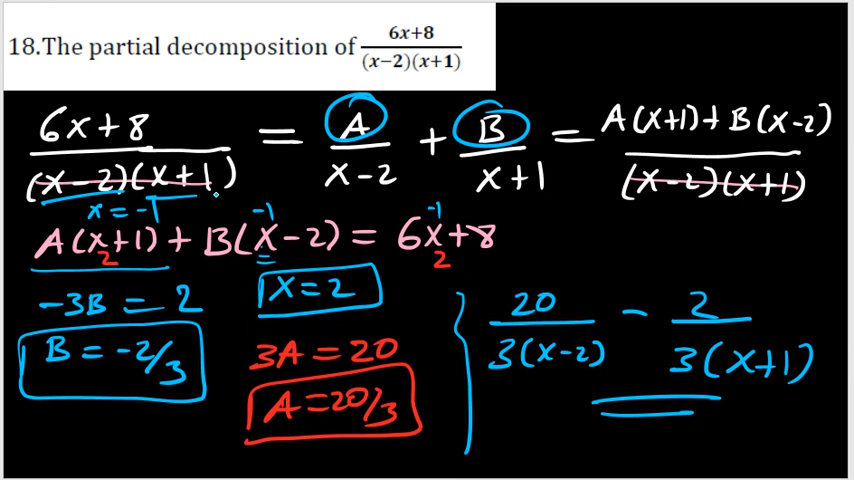 18.The partial decomposition of 6x+8/(x−2)(x+1)
6x+8/(x-2)(x+1) = A/x-2 + B/x+1 = A(x+1)+B(x-2)/(x-2)(x+1)
x=-1 -1 -1
A(x+1) + B(x-2) = 6x+8
2 = 2
-3B = 2
x=2
B = -2/3
3A = 20
A = 20/3
20/3(x-2) - 2/3(x+1)